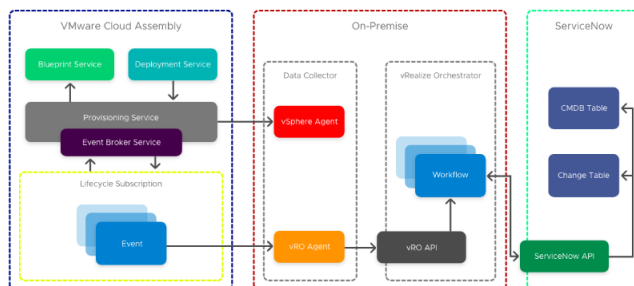 VMware Cloud Assembly
Blueprint Service
Deployment Service
Provisioning Service
Event Broker Service
Lifecycle Subscription
Event
On-Premise
Data Collector
vSphere Agent
vRO Agent
vRealize Orchestrator
Workflow
vRO API
ServiceNow
CMDB Table
Change Table
ServiceNow API